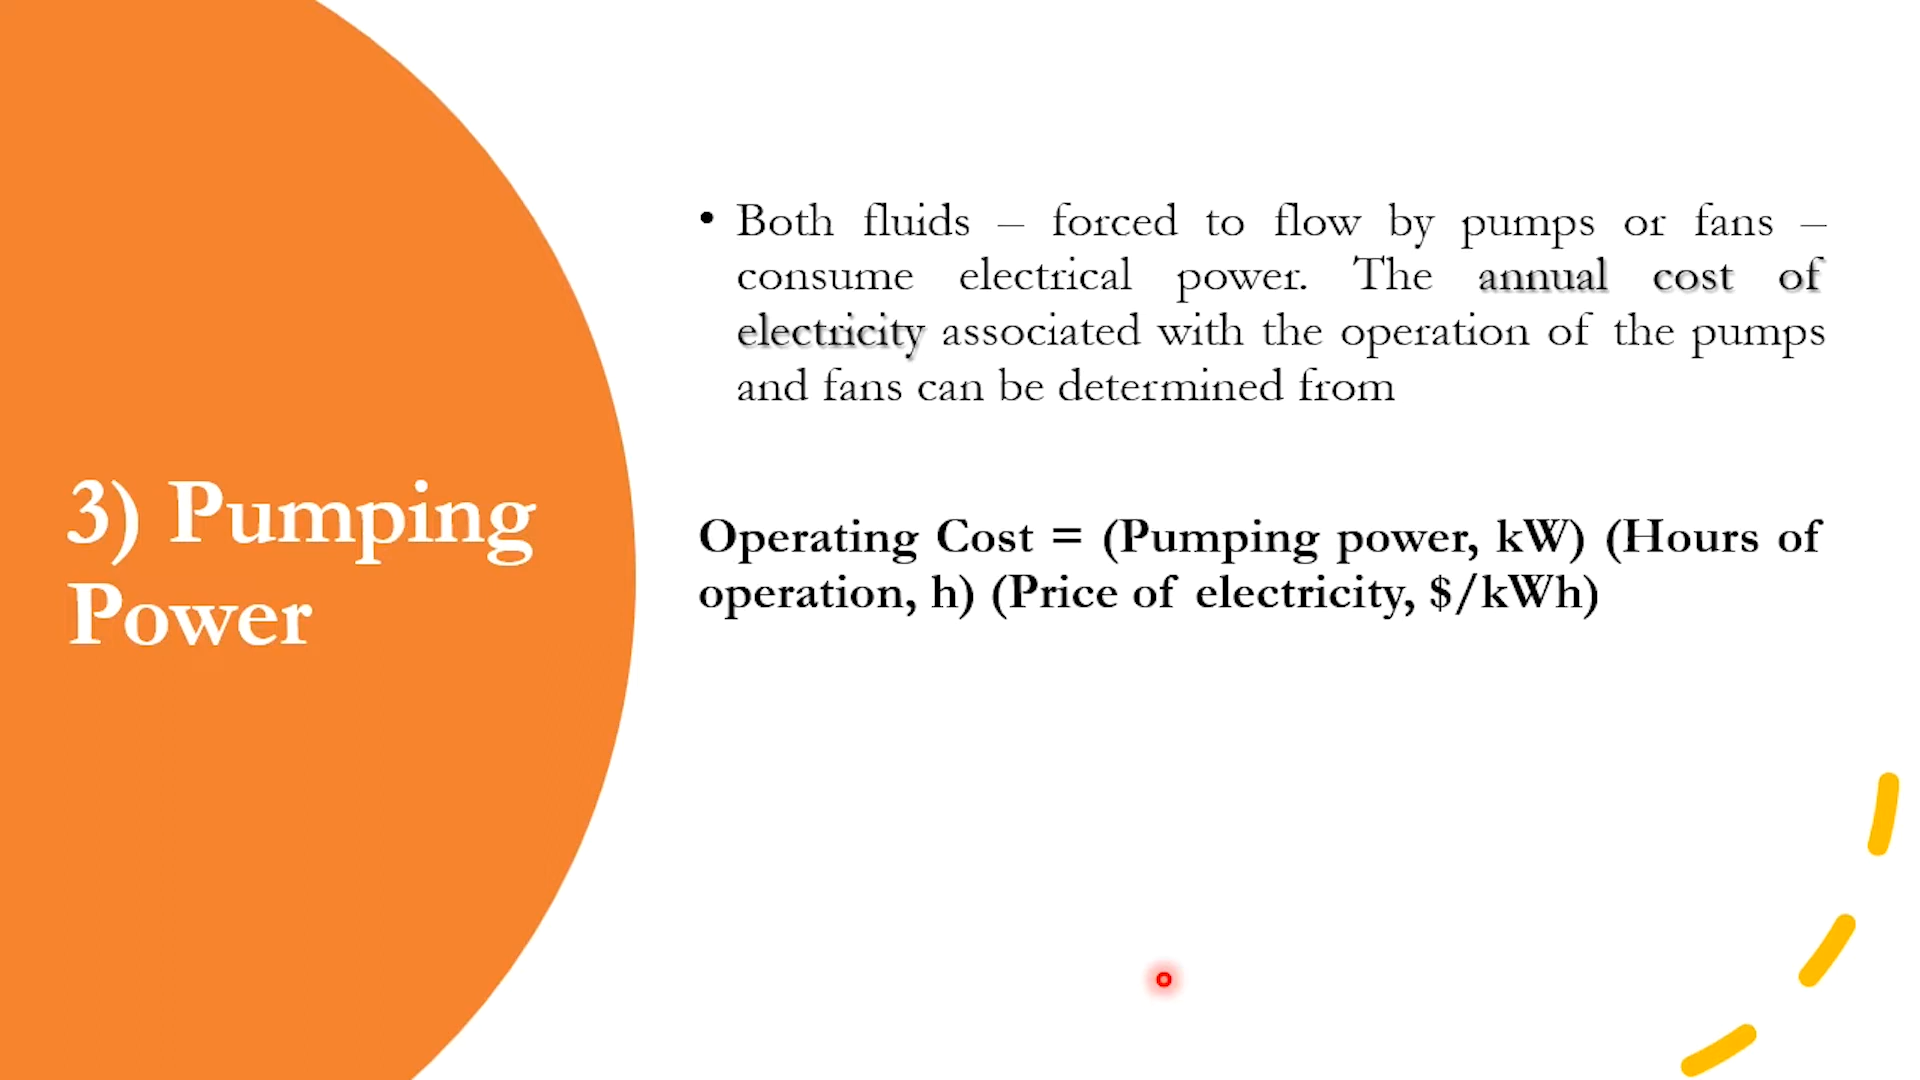 3) Pumping
Power
• Both fluids – forced to flow by pumps or fans –
consume electrical power. The annual cost of
electricity associated with the operation of the pumps
and fans can be determined from
Operating Cost = (Pumping power, kW) (Hours of
operation, h) (Price of electricity, $/kWh)